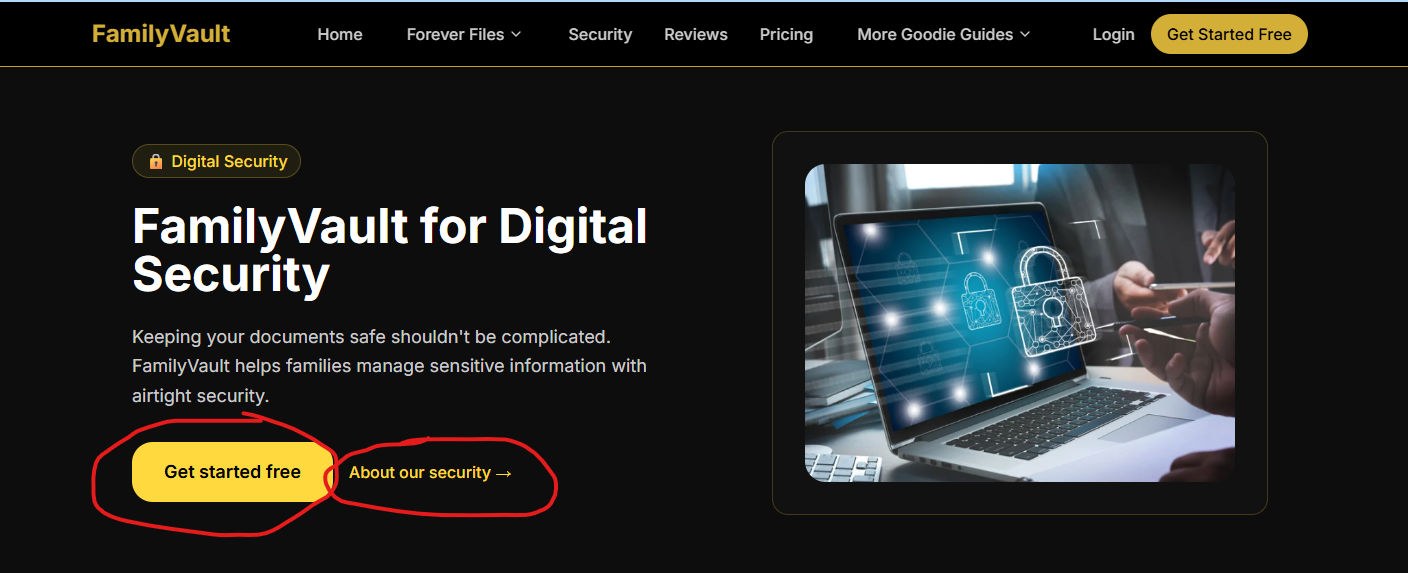 FamilyVault
Home
Forever Files
Security
Reviews
Pricing
More Goodie Guides
Login
Get Started Free
Digital Security
FamilyVault for Digital
Security
Keeping your documents safe shouldn't be complicated.
FamilyVault helps families manage sensitive information with
airtight security.
Get started free
About our security →